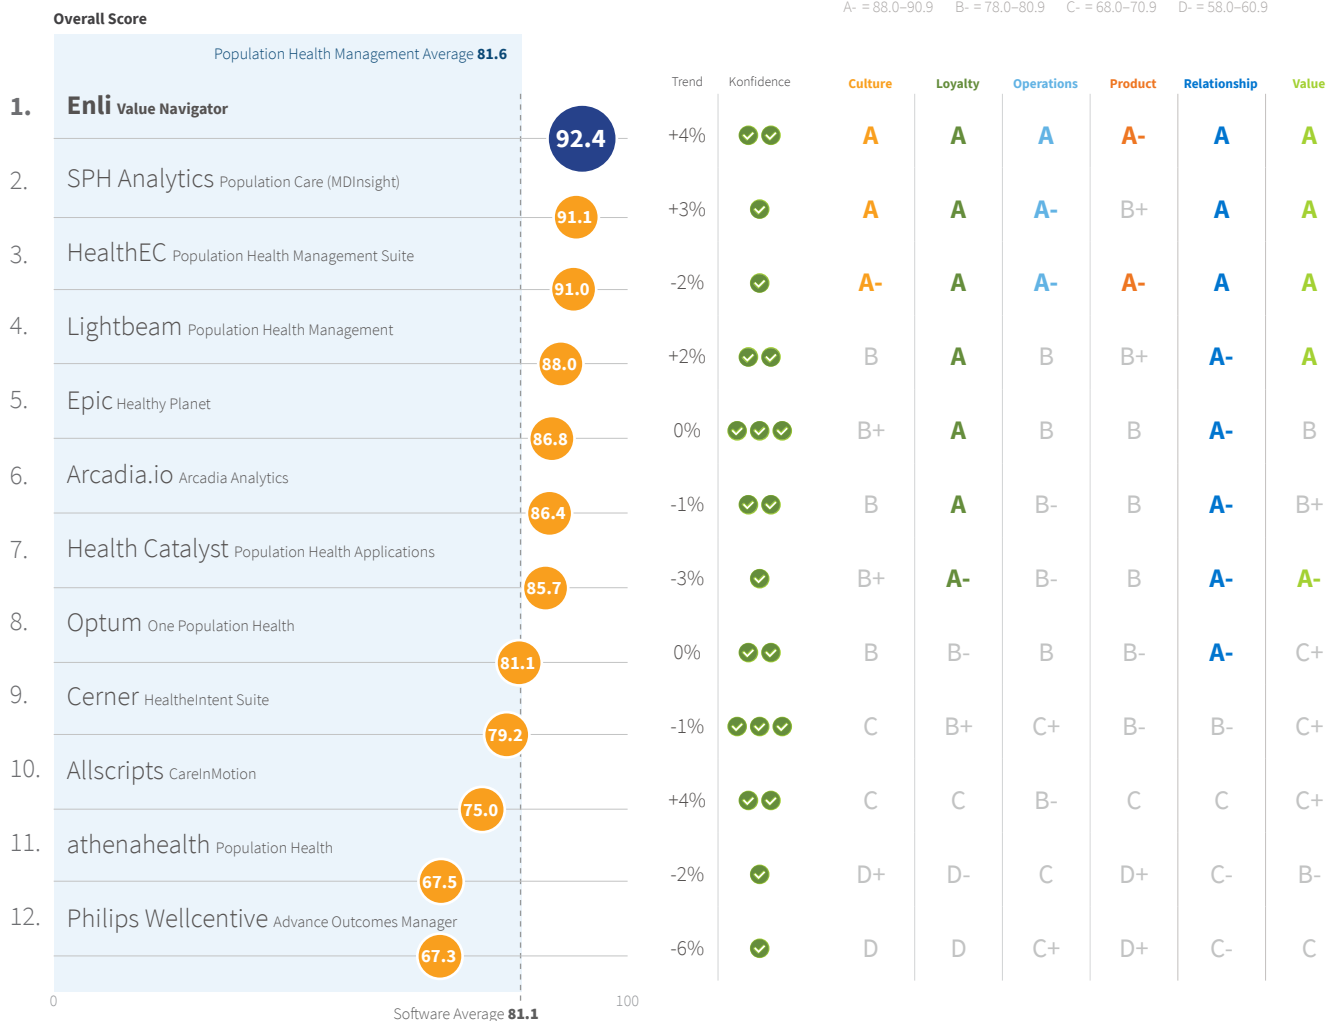 A- = 88.0–90.9 B- = 78.0–80.9 C- = 68.0–70.9 D- = 58.0–60.9
Overall Score
Population Health Management Average 81.6
Trend Konfidence Culture Loyalty Operations Product Relationship Value
1. Enli Value Navigator 92.4 +4% A A A A- A A
2. SPH Analytics Population Care (MDInsight) 91.1 +3% A A A- B+ A A
3. HealthEC Population Health Management Suite 91.0 -2% A- A A- A- A A
4. Lightbeam Population Health Management 88.0 +2% B A B B+ A- A
5. Epic Healthy Planet 86.8 0% B+ A B B A- B
6. Arcadia.io Arcadia Analytics 86.4 -1% B A B- B A- B+
7. Health Catalyst Population Health Applications 85.7 -3% B+ A- B- B A- A-
8. Optum One Population Health 81.1 0% B B- B B- A- C+
9. Cerner HealtheIntent Suite 79.2 -1% C B+ C+ B- B- C+
10. Allscripts CareInMotion 75.0 +4% C C B- C C C+
11. athenahealth Population Health 67.5 -2% D+ D- C D+ C- B-
12. Philips Wellcentive Advance Outcomes Manager 67.3 -6% D D C+ D+ C- C
0 100
Software Average 81.1